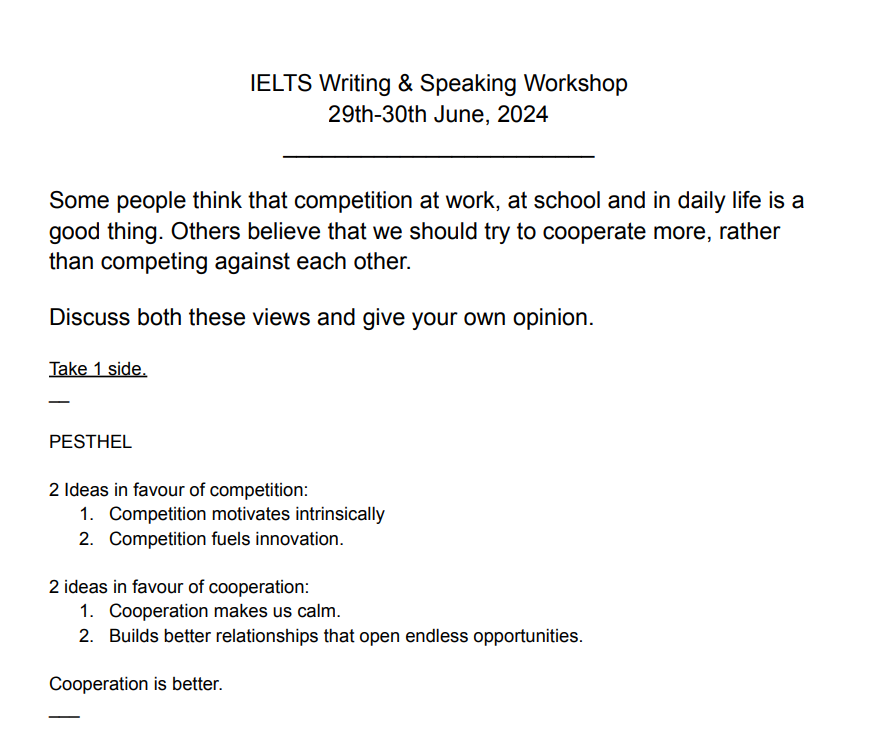 IELTS Writing & Speaking Workshop
29th-30th June, 2024
Some people think that competition at work, at school and in daily life is a
good thing. Others believe that we should try to cooperate more, rather
than competing against each other.
Discuss both these views and give your own opinion.
Take 1 side.
PESTHEL
2 Ideas in favour of competition:
1. Competition motivates intrinsically
2. Competition fuels innovation.
2 ideas in favour of cooperation:
1. Cooperation makes us calm.
2. Builds better relationships that open endless opportunities.
Cooperation is better.